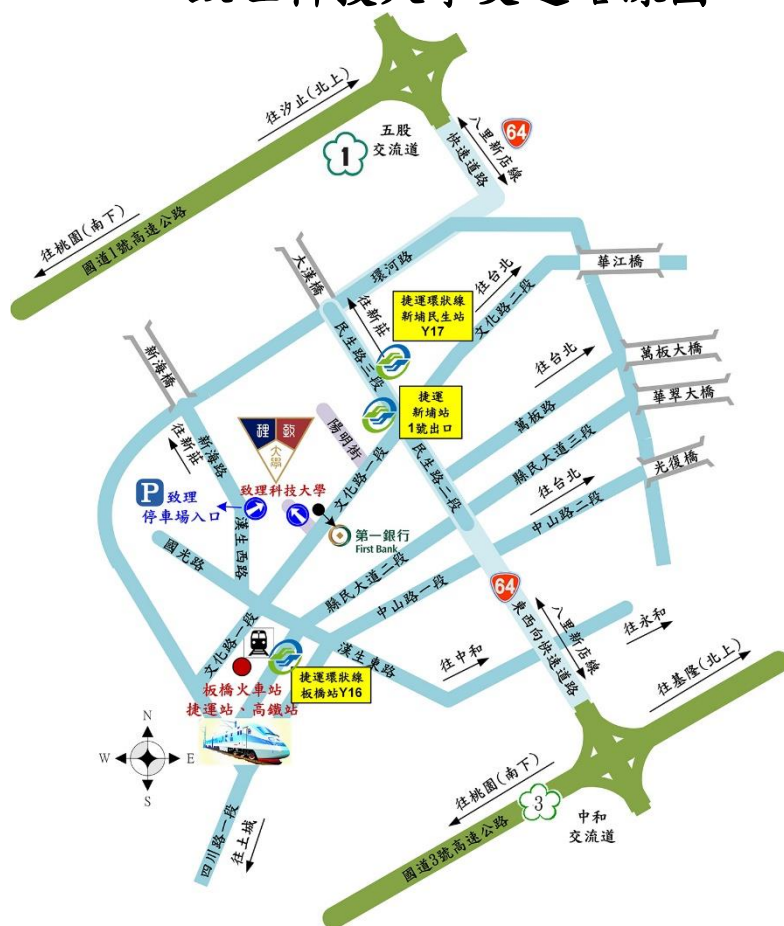 往汐止(北上)
五股
交流道
1
64
八里新店線
快速道路
往桃園(南下)
國道1號高速公路
大漢橋
環河路
往台北
華江橋
文化路二段
往新莊
捷運環狀線
新埔民生站
Y17
民生路三段
新海橋
萬板大橋
往台北
華翠大橋
捷運
新埔站
1號出口
萬板路
陽明街
往新莊
新海路
縣民大道三段
光復橋
理 致
大學
致理科技大學
文化路一段
民生路二段
往台北
P 致理
停車場入口
中山路二段
第一銀行
First Bank
漢生西路
國光路
縣民大道二段
中山路一段
64
東西向快速道路
八里新店線
往永和
文化路一段
漢生東路
往中和
板橋火車站
捷運站、高鐵站
捷運環狀線
板橋站Y16
往基隆(北上)
N
W E
S
往桃園(南下)
3
中和
交流道
四川路一段
往土城
國道3號高速公路